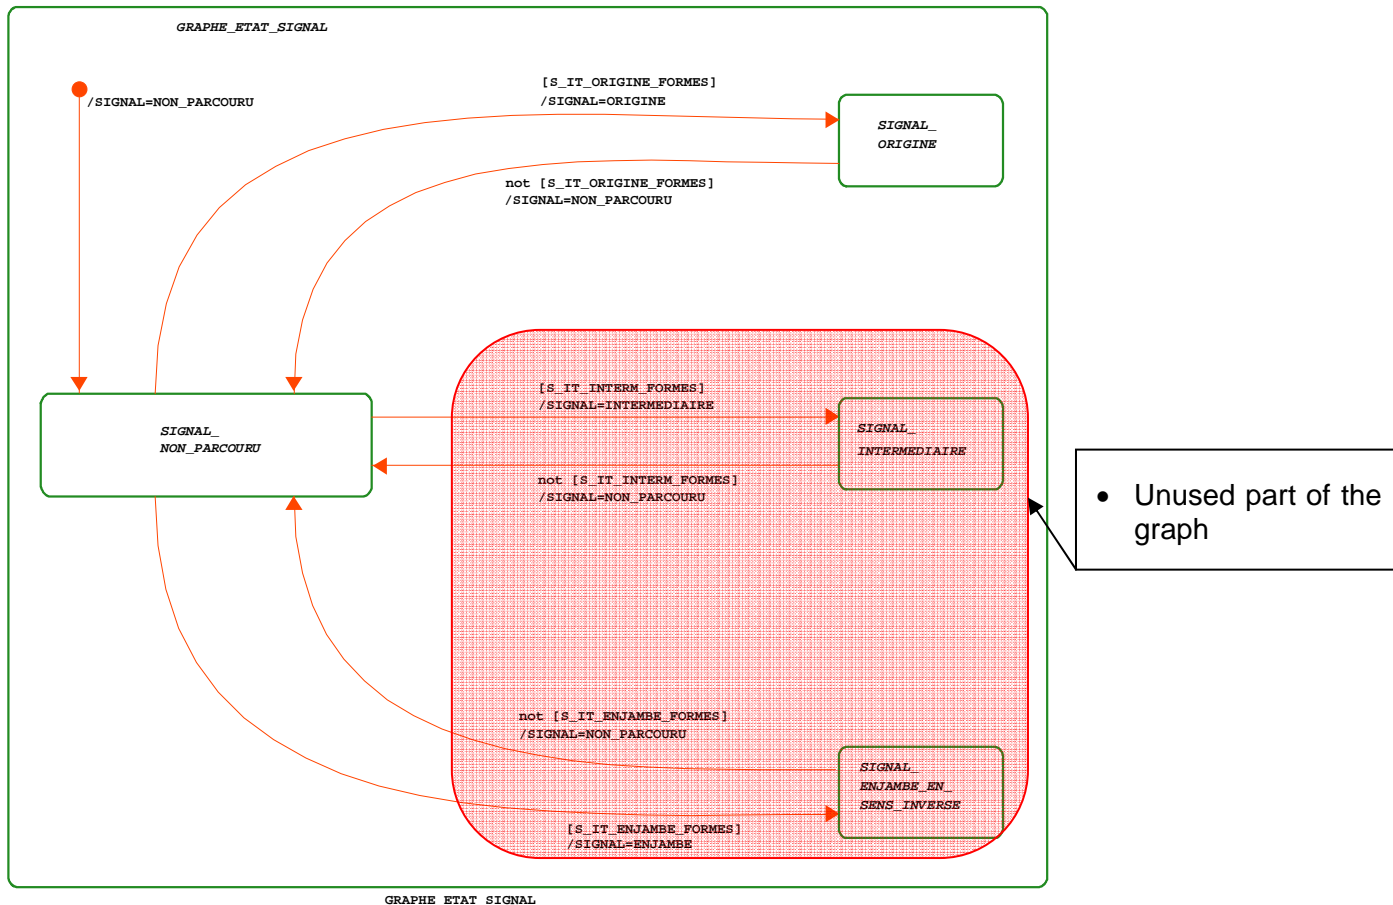 GRAPHE_ETAT_SIGNAL
[S_IT_ORIGINE_FORMES]
/SIGNAL=ORIGINE
/SIGNAL=NON_PARCOURU
SIGNAL_
ORIGINE
not [S_IT_ORIGINE_FORMES]
/SIGNAL=NON_PARCOURU
[S_IT_INTERM_FORMES]
/SIGNAL=INTERMEDIAIRE
SIGNAL_
NON_PARCOURU
SIGNAL_
INTERMEDIAIRE
not [S_IT_INTERM_FORMES]
/SIGNAL=NON_PARCOURU
• Unused part of the
graph
not [S_IT_ENJAMBE_FORMES]
/SIGNAL=NON_PARCOURU
SIGNAL_
ENJAMBE_EN_
SENS_INVERSE
[S_IT_ENJAMBE_FORMES]
/SIGNAL=ENJAMBE
GRAPHE ETAT SIGNAL